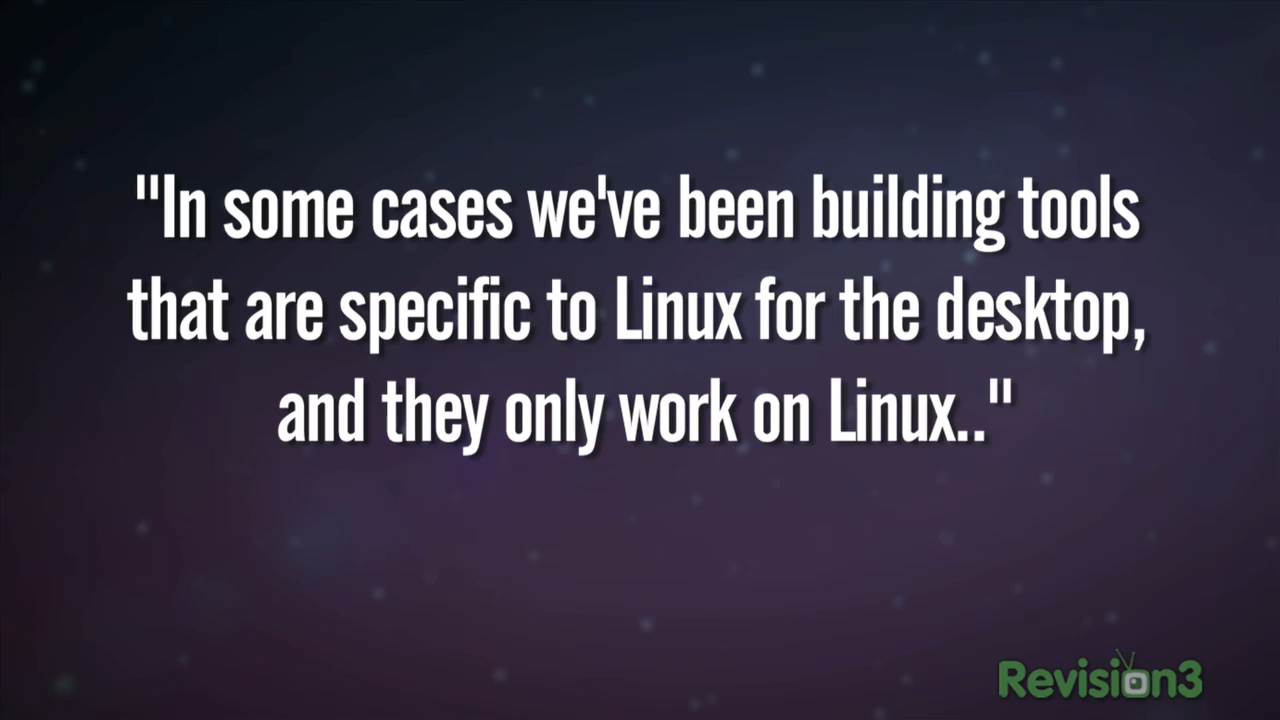 "In some cases we've been building tools
that are specific to Linux for the desktop,
and they only work on Linux.."
Revision3